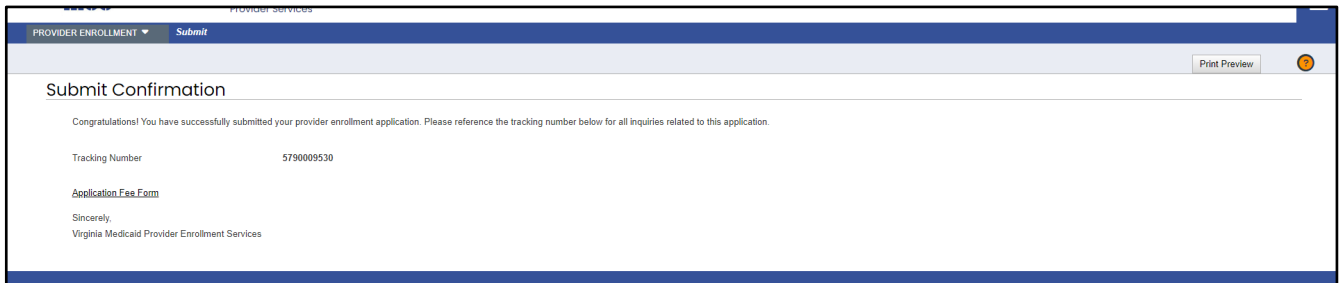 Provider Services
PROVIDER ENROLLMENT Submit
Print Preview ?
Submit Confirmation
Congratulations! You have successfully submitted your provider enrollment application. Please reference the tracking number below for all inquiries related to this application.
Tracking Number 5790009530
Application Fee Form
Sincerely,
Virginia Medicaid Provider Enrollment Services